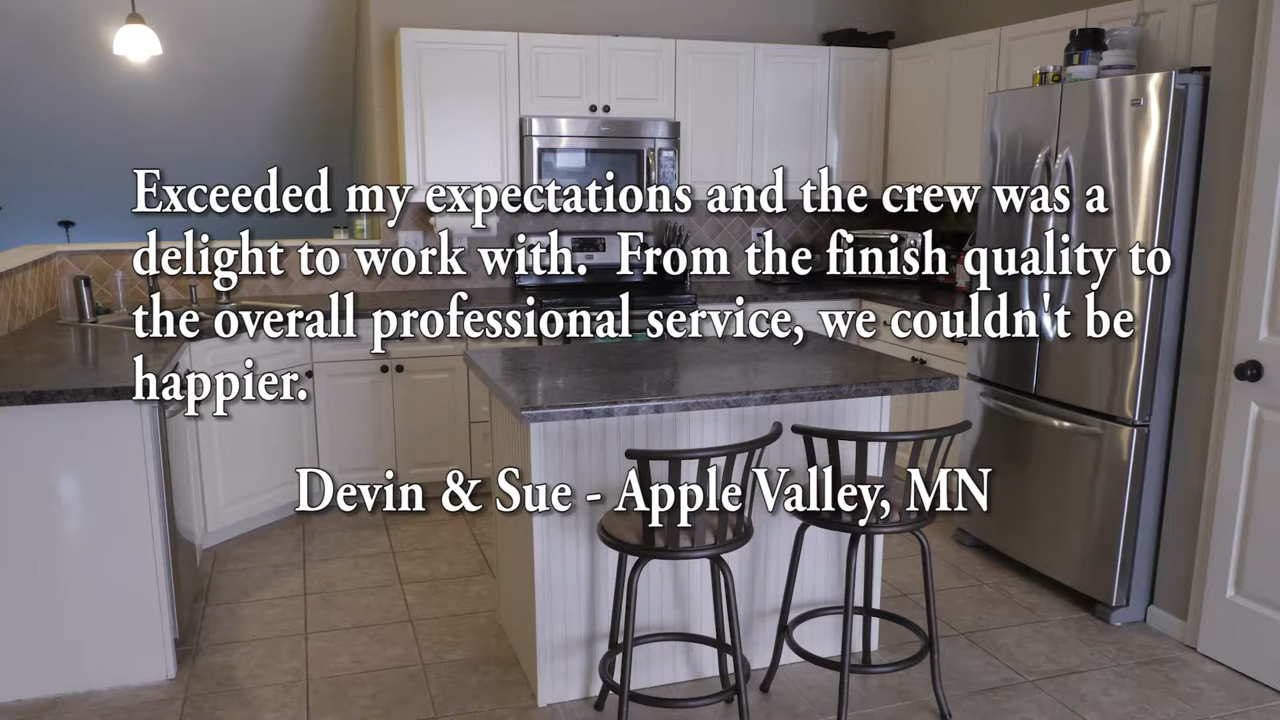 Exceeded my expectations and the crew was a
delight to work with.  From the finish quality to
the overall professional service, we couldn't be
happier.
Devin & Sue - Apple Valley, MN